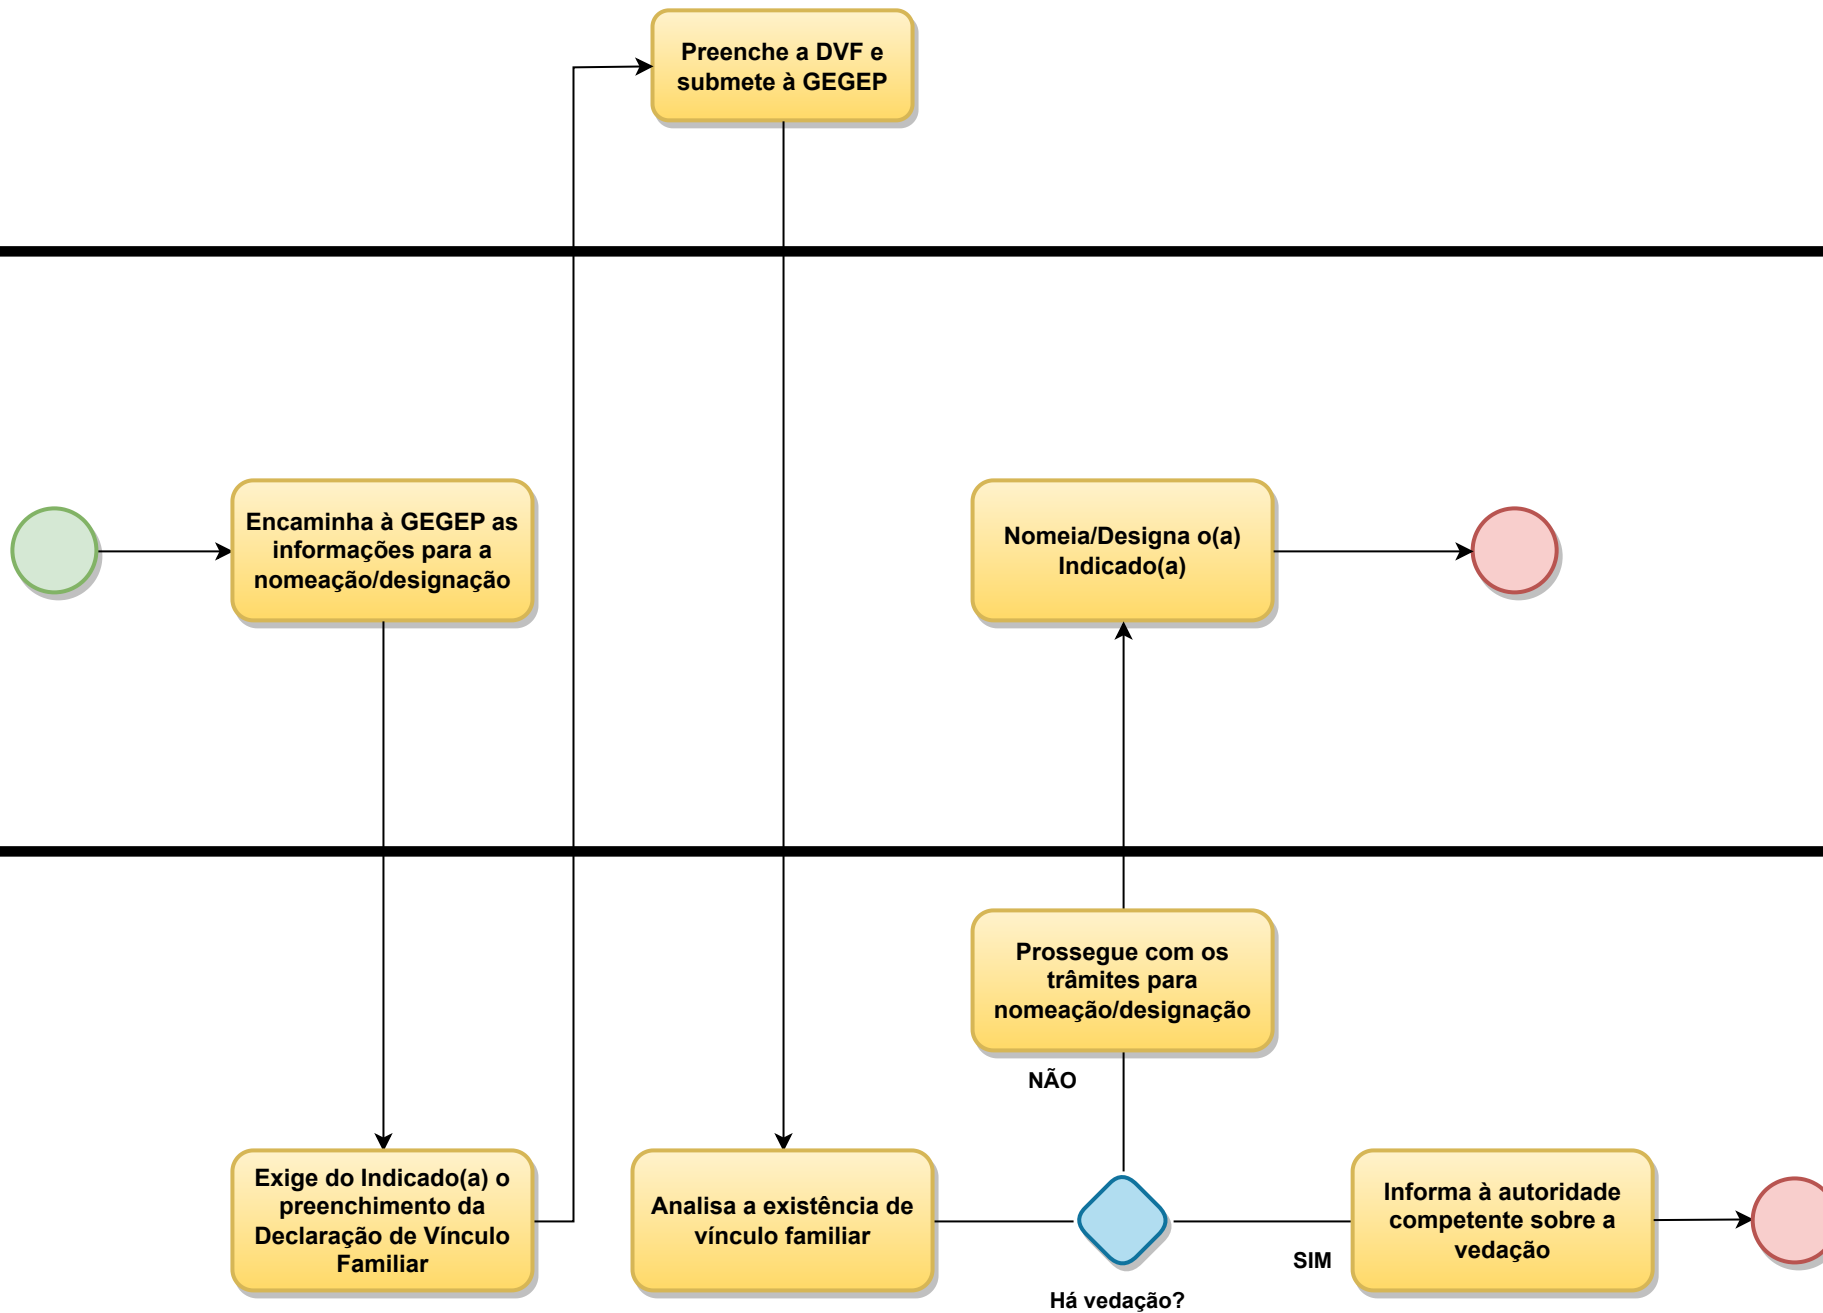 Preenche a DVF e
submete à GEGEP
Encaminha à GEGEP as
informações para a
nomeação/designação
Nomeia/Designa o(a)
Indicado(a)
Prossegue com os
trâmites para
nomeação/designação
NÃO
Exige do Indicado(a) o
preenchimento da
Declaração de Vínculo
Familiar
Analisa a existência de
vínculo familiar
Há vedação?
SIM
Informa à autoridade
competente sobre a
vedação